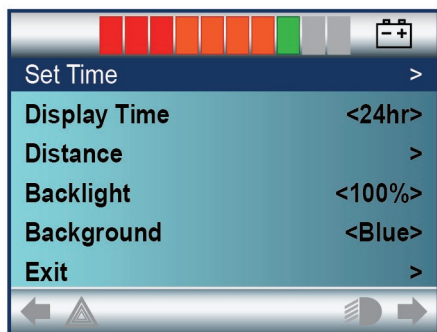 Set Time >
Display Time <24hr>
Distance >
Backlight <100%>
Background <Blue>
Exit >